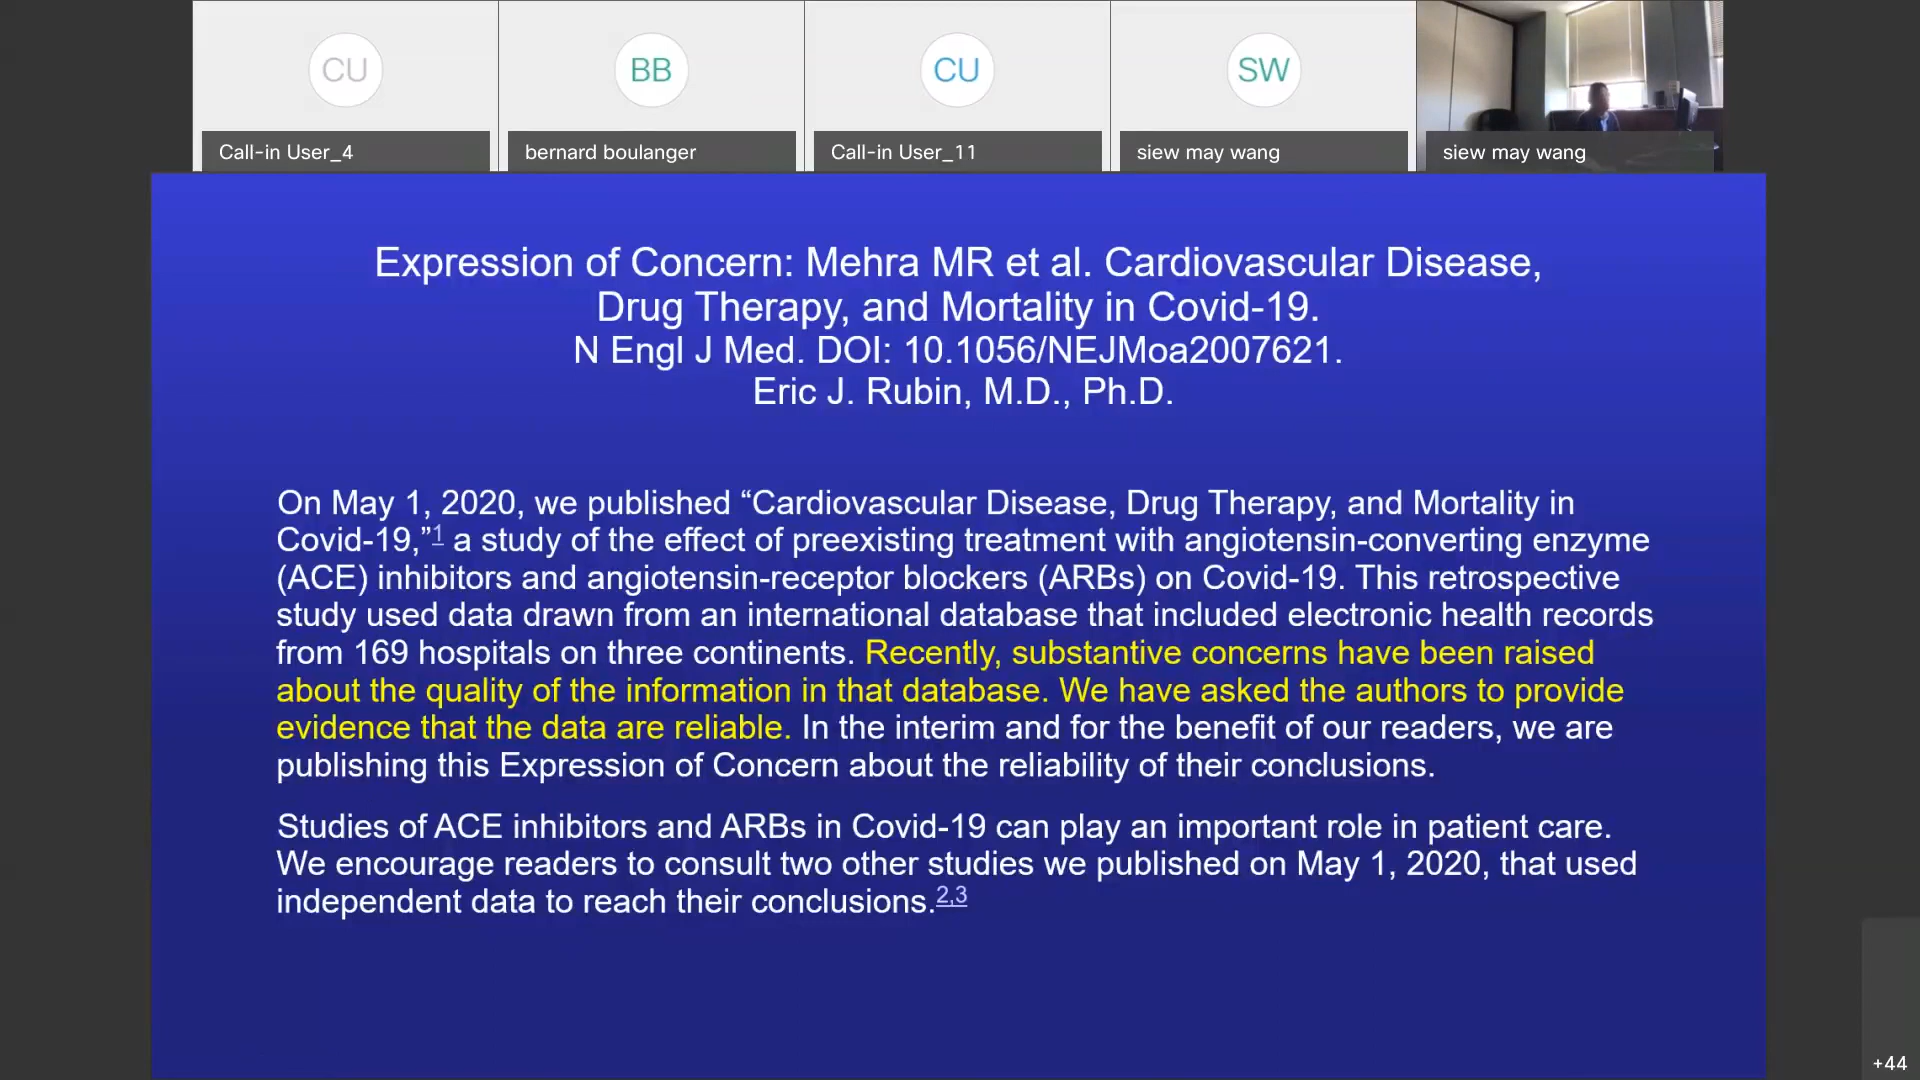 CU
BB
CU
SW
Call-in User_4
bernard boulanger
Call-in User_11
siew may wang
siew may wang
Expression of Concern: Mehra MR et al. Cardiovascular Disease,
Drug Therapy, and Mortality in Covid-19.
N Engl J Med. DOI: 10.1056/NEJMoa2007621.
Eric J. Rubin, M.D., Ph.D.
On May 1, 2020, we published “Cardiovascular Disease, Drug Therapy, and Mortality in
Covid-19,”1 a study of the effect of preexisting treatment with angiotensin-converting enzyme
(ACE) inhibitors and angiotensin-receptor blockers (ARBs) on Covid-19. This retrospective
study used data drawn from an international database that included electronic health records
from 169 hospitals on three continents. Recently, substantive concerns have been raised
about the quality of the information in that database. We have asked the authors to provide
evidence that the data are reliable. In the interim and for the benefit of our readers, we are
publishing this Expression of Concern about the reliability of their conclusions.
Studies of ACE inhibitors and ARBs in Covid-19 can play an important role in patient care.
We encourage readers to consult two other studies we published on May 1, 2020, that used
independent data to reach their conclusions.2,3
+44